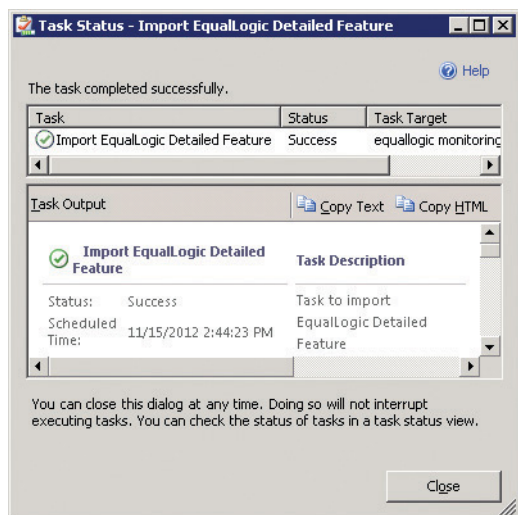 Task Status - Import EqualLogic Detailed Feature
Help
The task completed successfully.
Task Status Task Target
Import EqualLogic Detailed Feature Success equallogic monitoring
Task Output Copy Text Copy HTML
Import EqualLogic Detailed
Feature
Task Description
Status: Success
Scheduled
Time: 11/15/2012 2:44:23 PM
Task to import
EqualLogic Detailed
Feature
You can close this dialog at any time. Doing so will not interrupt
executing tasks. You can check the status of tasks in a task status view.
Close